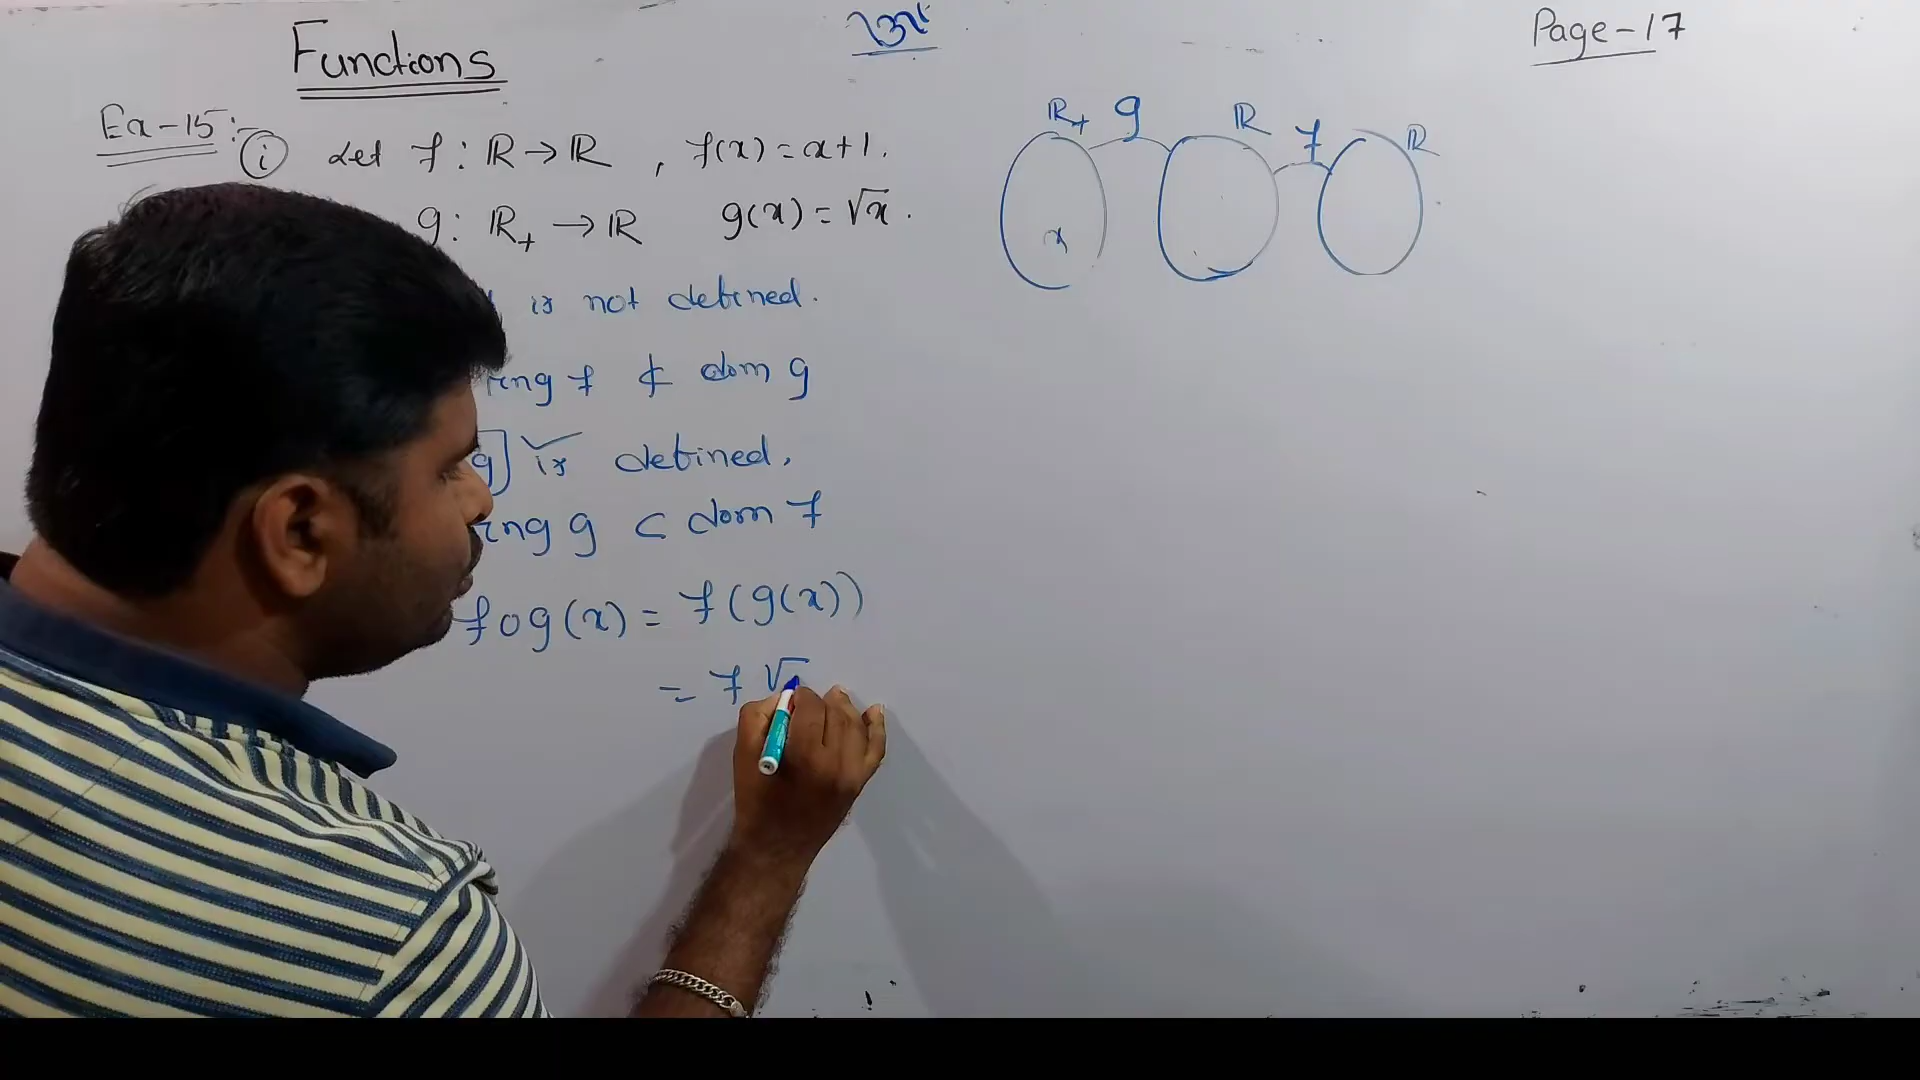 Functions
Page-17
Ex-15:-
(i) Let f : ℝ → ℝ , f(x) = x+1.
g : ℝ₊ → ℝ g(x) = √x .
is not defined.
rng f ⊄ dom g
g] ✓ is defined,
rng g ⊂ dom f
fog(x) = f(g(x))
= f √
ℝ₊ g ℝ f ℝ
x